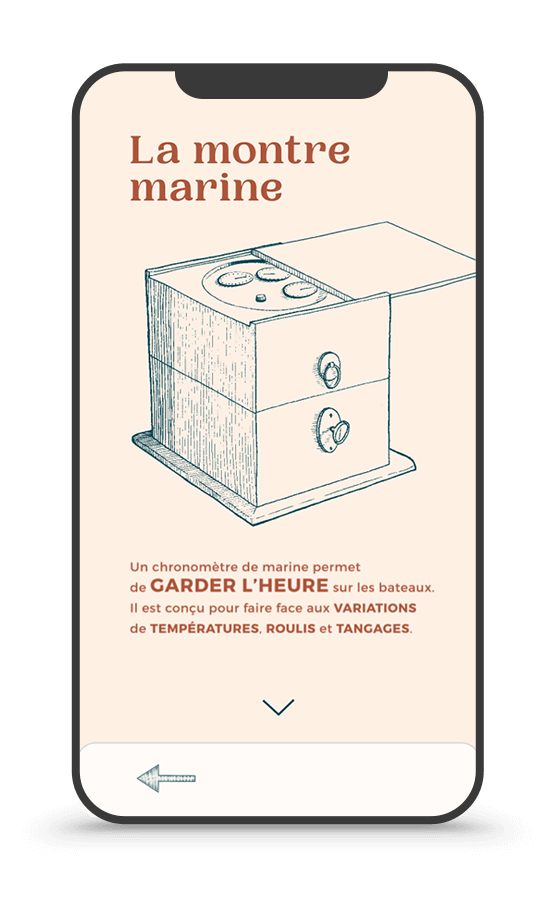 La montre
marine
Un chronomètre de marine permet
de GARDER L’HEURE sur les bateaux.
Il est conçu pour faire face aux VARIATIONS
de TEMPÉRATURES, ROULIS et TANGAGES.